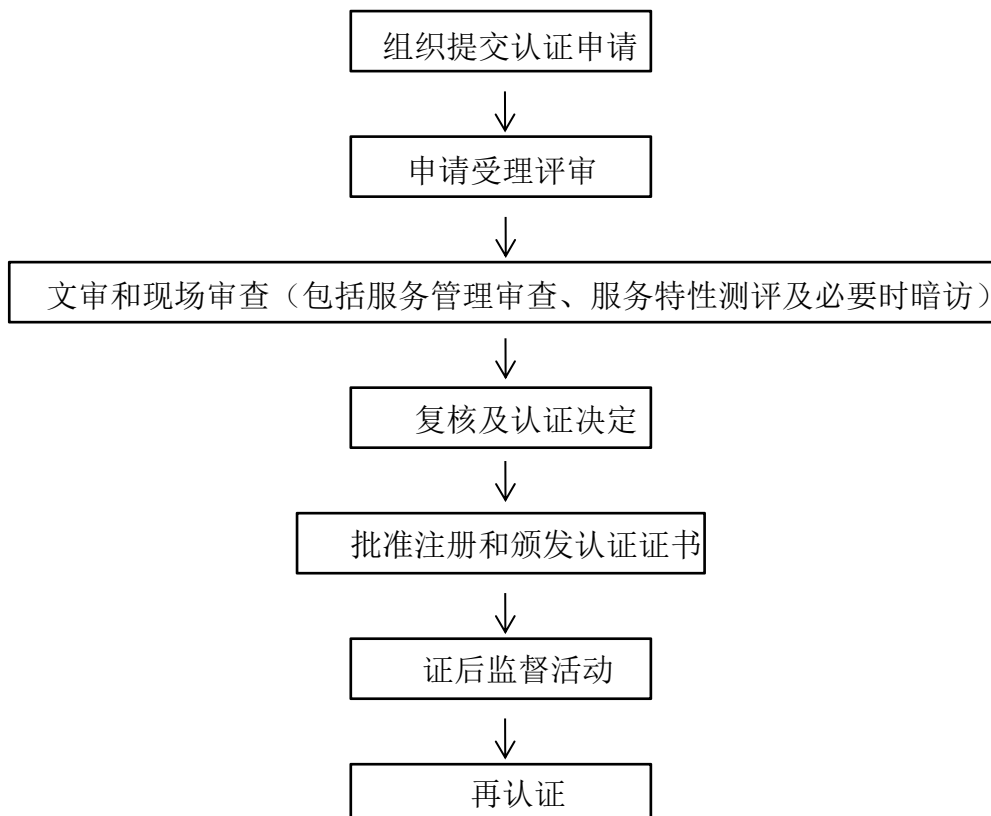 组织提交认证申请
申请受理评审
文审和现场审查（包括服务管理审查、服务特性测评及必要时暗访）
复核及认证决定
批准注册和颁发认证证书
证后监督活动
再认证